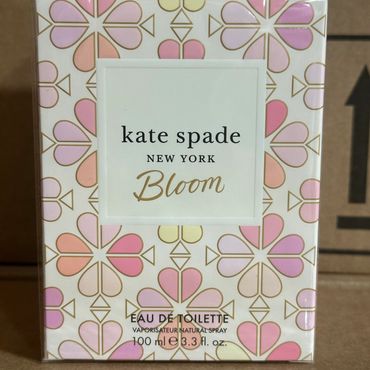 kate spade
NEW YORK
Bloom
EAU DE TOILETTE
VAPORISATEUR NATURAL SPRAY
100 ml e 3.3 fl. oz.